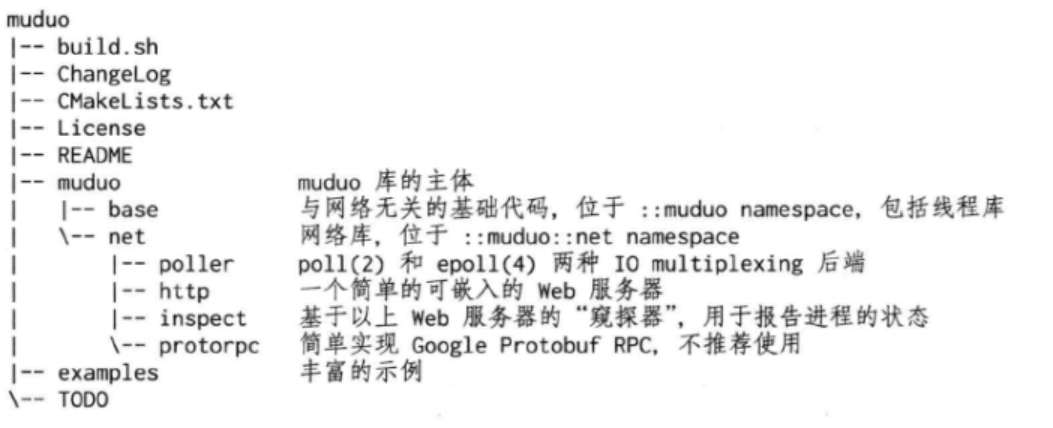 muduo
|-- build.sh
|-- ChangeLog
|-- CMakeLists.txt
|-- License
|-- README
|-- muduo                muduo 库的主体
|   |-- base             与网络无关的基础代码, 位于 ::muduo namespace, 包括线程库
|   \-- net              网络库, 位于 ::muduo::net namespace
|       |-- poller       poll(2) 和 epoll(4) 两种 IO multiplexing 后端
|       |-- http         一个简单的可嵌入的 Web 服务器
|       |-- inspect      基于以上 Web 服务器的“窥探器”, 用于报告进程的状态
|       \-- protorpc     简单实现 Google Protobuf RPC, 不推荐使用
|-- examples             丰富的示例
\-- TODO